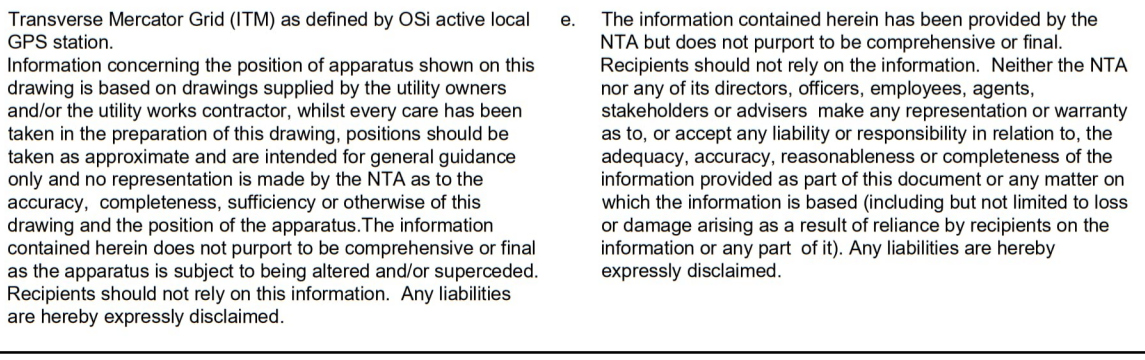 Transverse Mercator Grid (ITM) as defined by OSi active local
GPS station.
Information concerning the position of apparatus shown on this
drawing is based on drawings supplied by the utility owners
and/or the utility works contractor, whilst every care has been
taken in the preparation of this drawing, positions should be
taken as approximate and are intended for general guidance
only and no representation is made by the NTA as to the
accuracy,  completeness, sufficiency or otherwise of this
drawing and the position of the apparatus.The information
contained herein does not purport to be comprehensive or final
as the apparatus is subject to being altered and/or superceded.
Recipients should not rely on this information.  Any liabilities
are hereby expressly disclaimed.
e. The information contained herein has been provided by the
NTA but does not purport to be comprehensive or final.
Recipients should not rely on the information.  Neither the NTA
nor any of its directors, officers, employees, agents,
stakeholders or advisers  make any representation or warranty
as to, or accept any liability or responsibility in relation to, the
adequacy, accuracy, reasonableness or completeness of the
information provided as part of this document or any matter on
which the information is based (including but not limited to loss
or damage arising as a result of reliance by recipients on the
information or any part  of it). Any liabilities are hereby
expressly disclaimed.